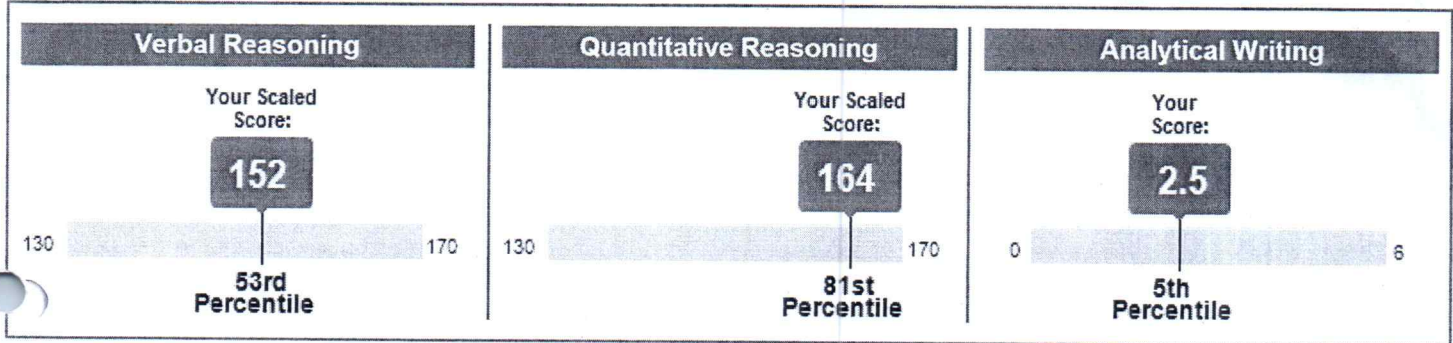 Verbal Reasoning
Your Scaled
Score:
152
130
170
53rd
Percentile
Quantitative Reasoning
Your Scaled
Score:
164
130
170
81st
Percentile
Analytical Writing
Your
Score:
2.5
0
6
5th
Percentile